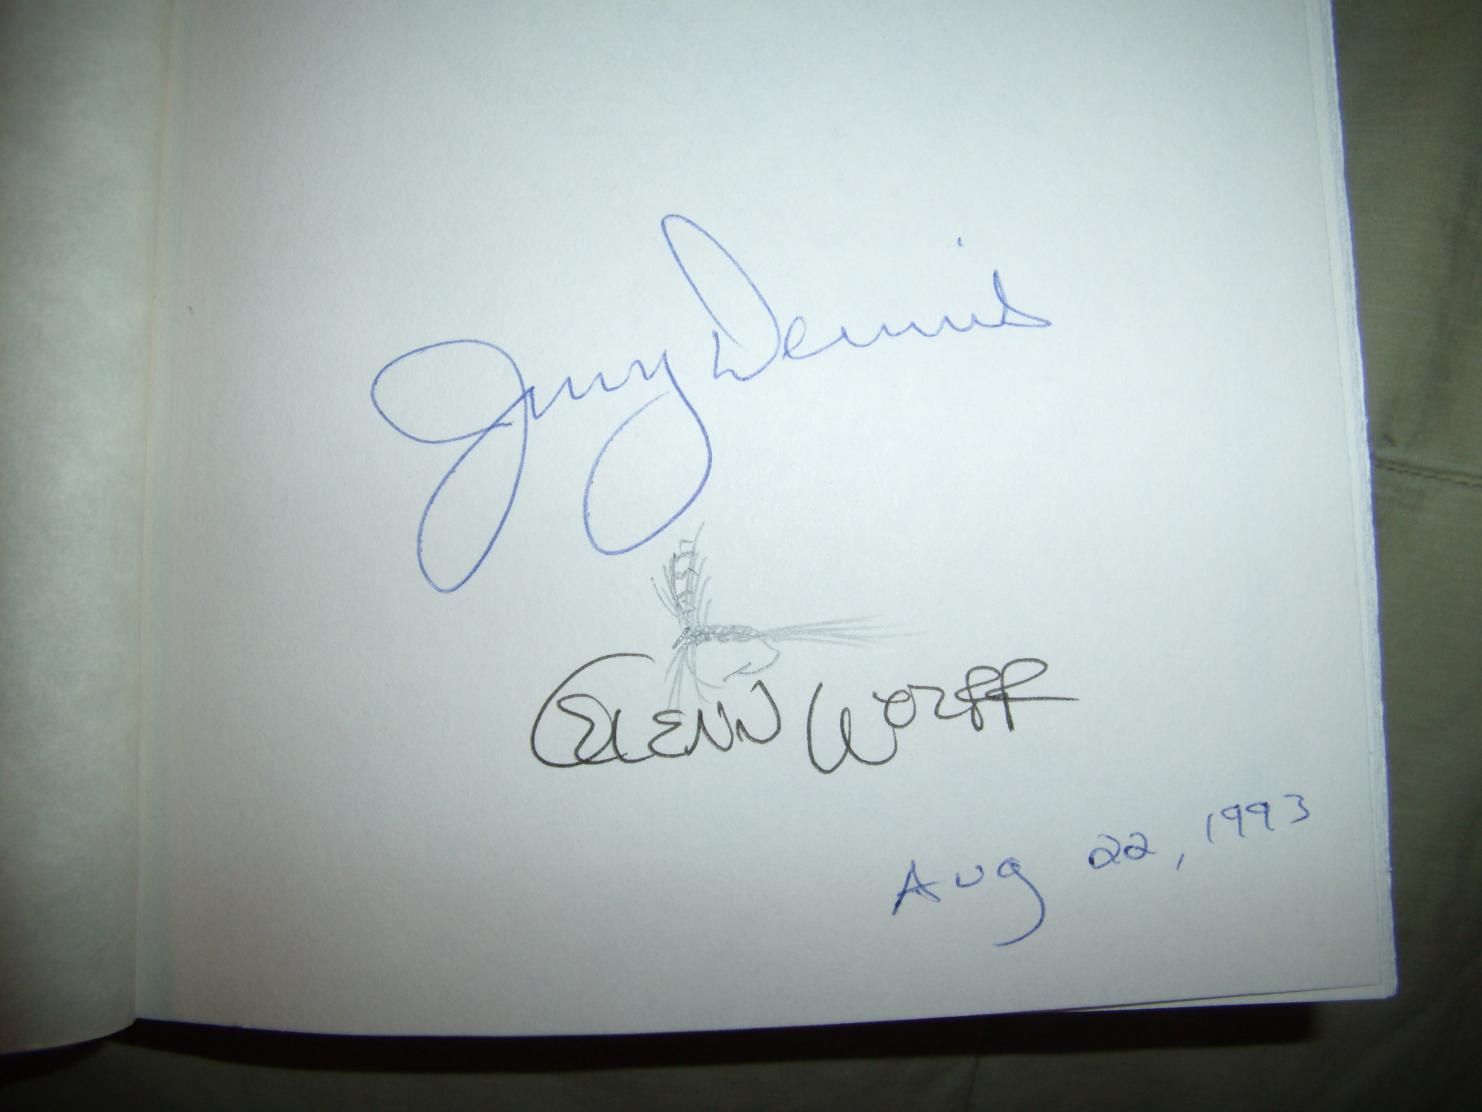 Jerry Dennis
GLENN WOLFF
Aug 22, 1993